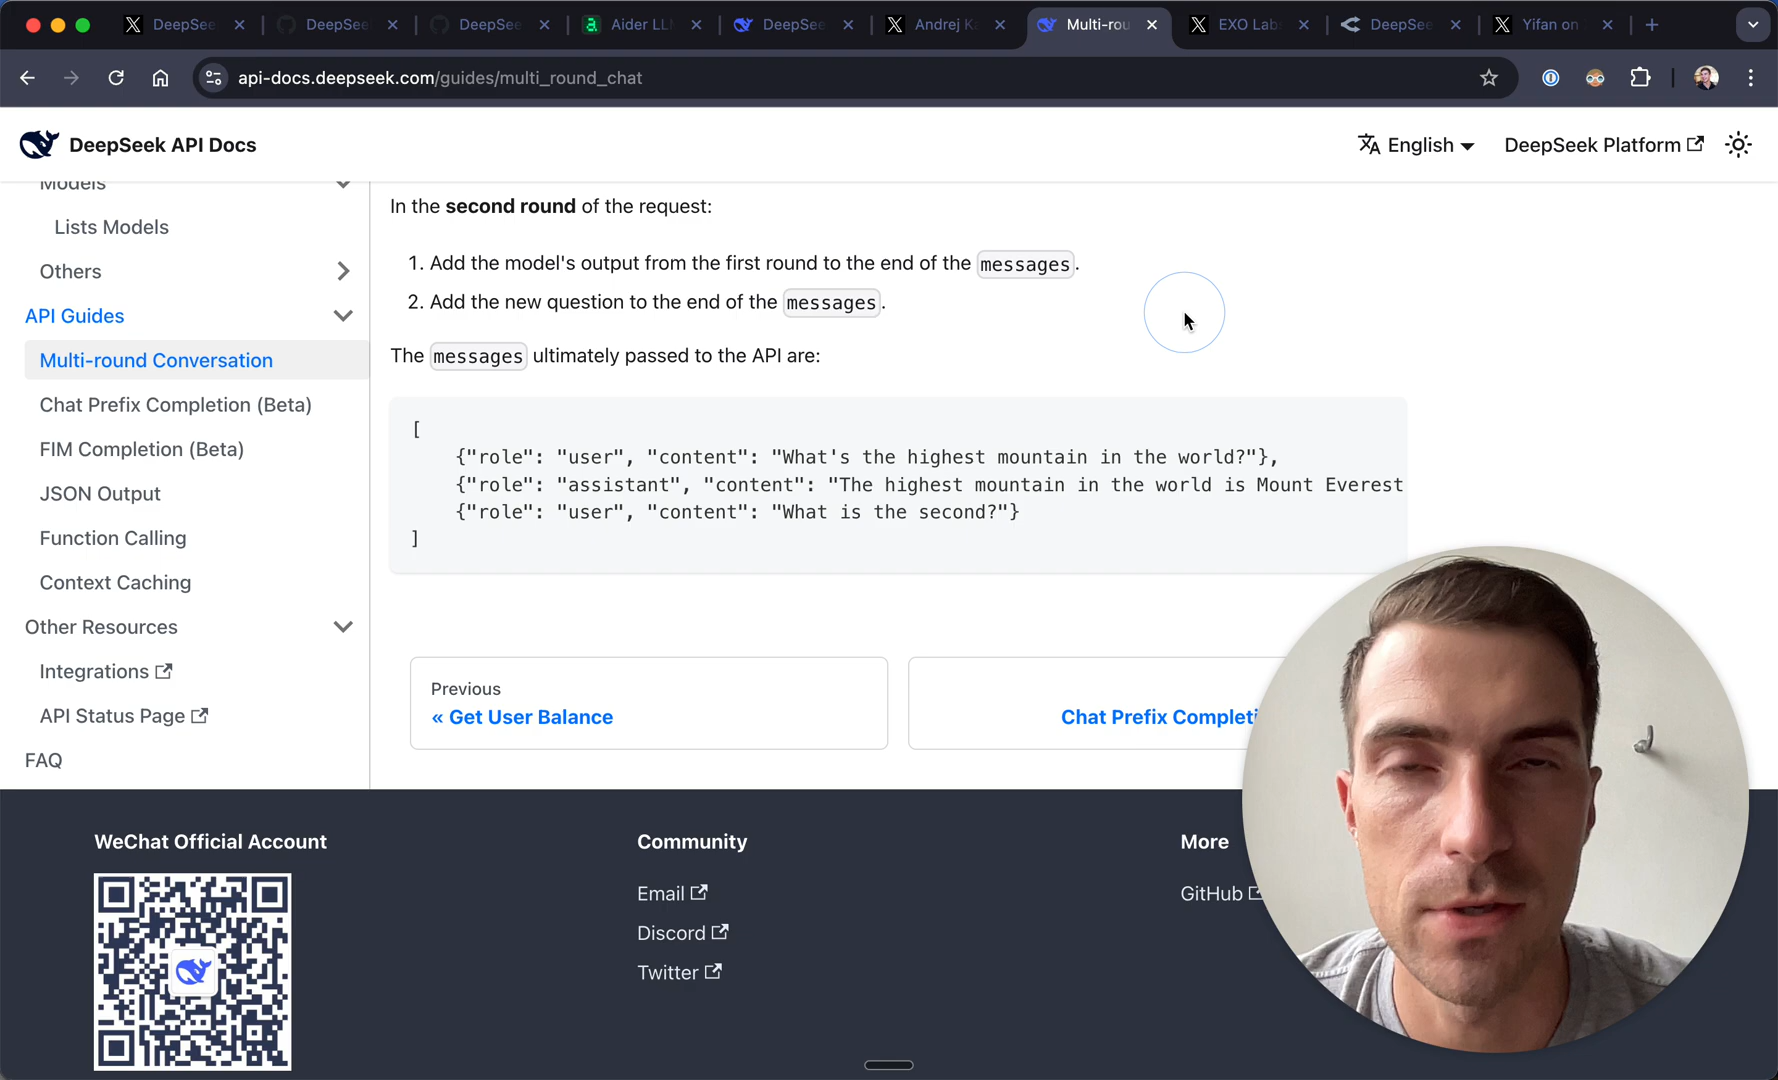 DeepSee
DeepSee
DeepSee
Aider LL
DeepSee
Andrej K
Multi-rou
EXO Lab
DeepSee
Yifan on
api-docs.deepseek.com/guides/multi_round_chat
DeepSeek API Docs
English
DeepSeek Platform
Models
Lists Models
Others
API Guides
Multi-round Conversation
Chat Prefix Completion (Beta)
FIM Completion (Beta)
JSON Output
Function Calling
Context Caching
Other Resources
Integrations
API Status Page
FAQ
In the second round of the request:
1. Add the model's output from the first round to the end of the messages.
2. Add the new question to the end of the messages.
The messages ultimately passed to the API are:
[
{"role": "user", "content": "What's the highest mountain in the world?"},
{"role": "assistant", "content": "The highest mountain in the world is Mount Everest
{"role": "user", "content": "What is the second?"}
]
Previous
« Get User Balance
Chat Prefix Completi
WeChat Official Account
Community
Email
Discord
Twitter
More
GitHub